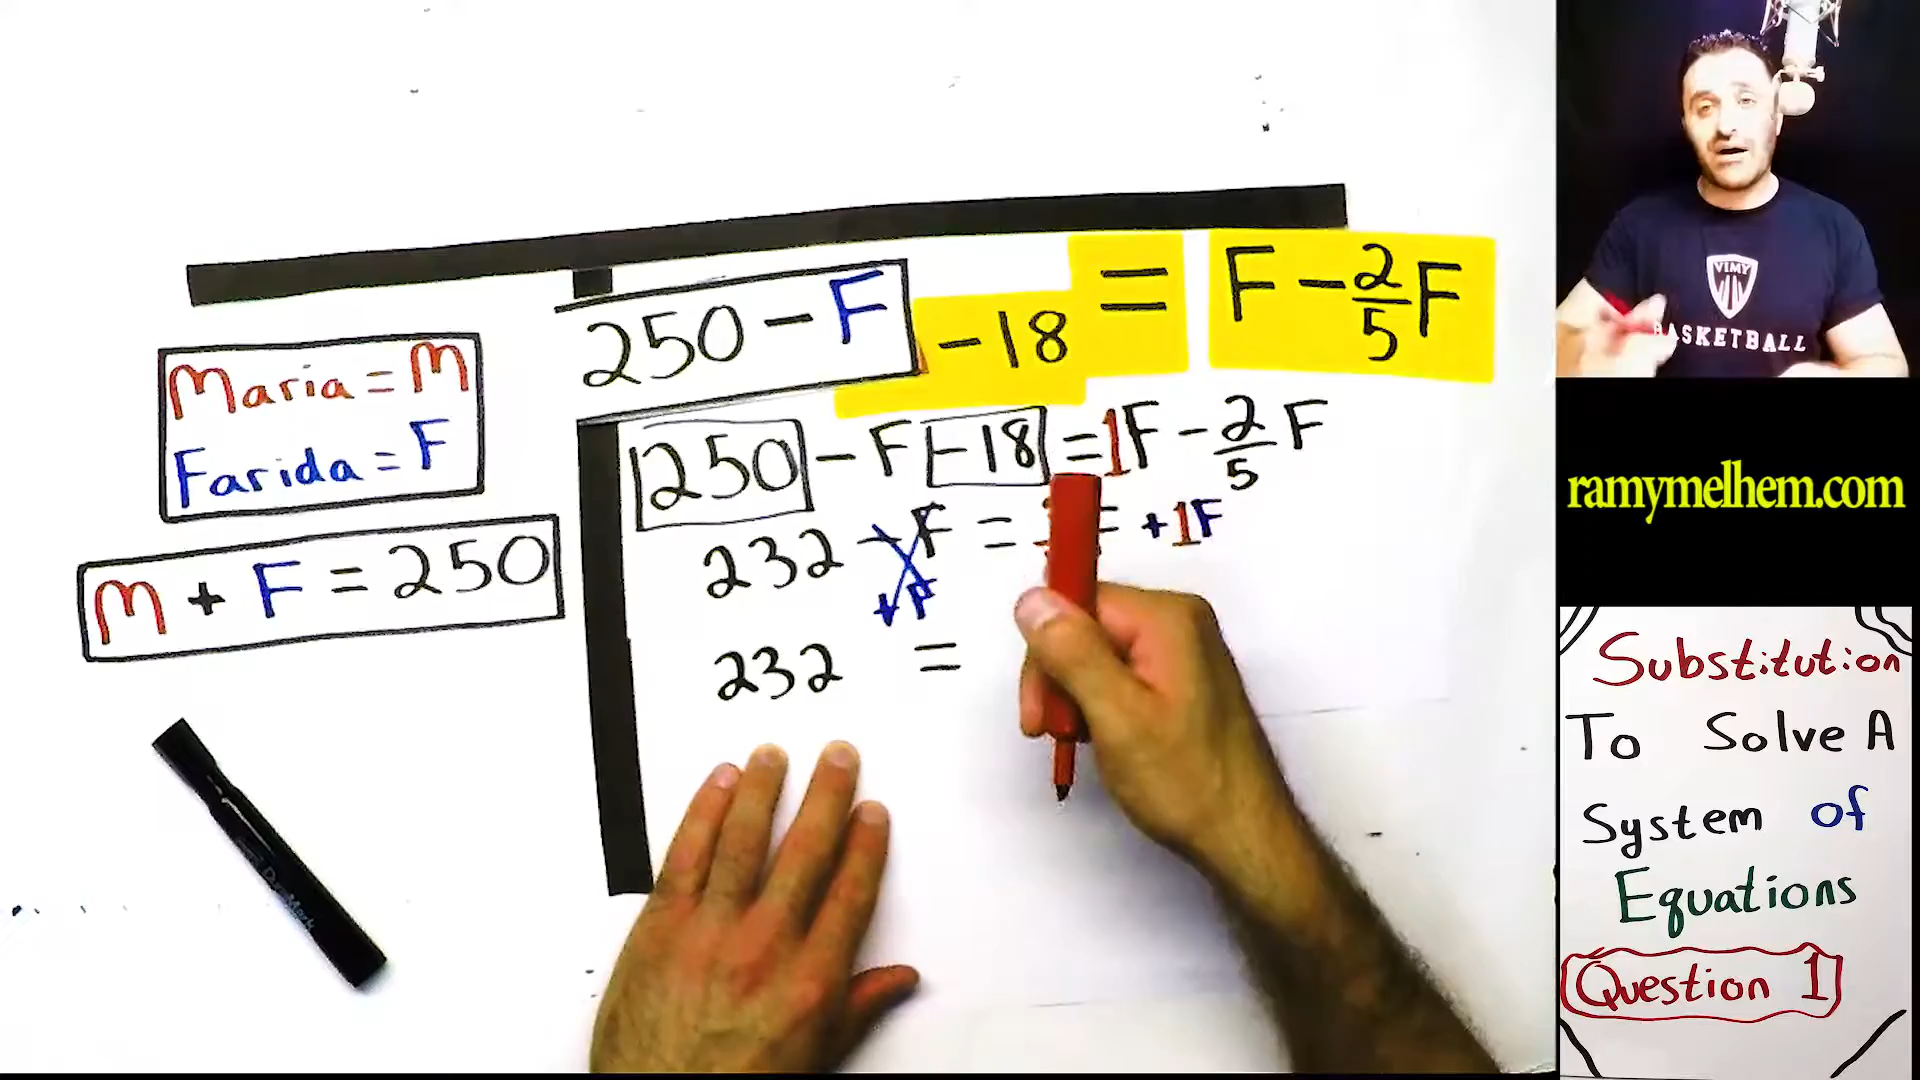 250 - F - 18 = F - 2/5 F
Maria = M
Farida = F
M + F = 250
250 - F - 18 = 1F - 2/5 F
232 - F = F + 1F
+F
232 =
VIMY
BASKETBALL
ramymelhem.com
Substitution
To Solve A
System of
Equations
Question 1